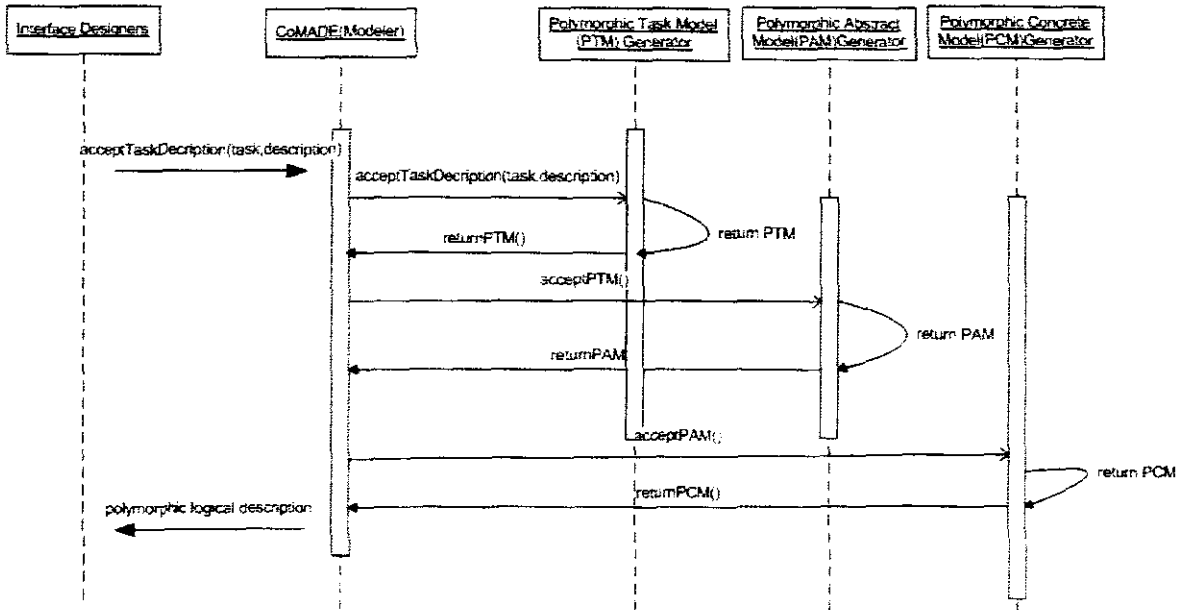 Interface Designers
CoMADE(Modeler)
Polymorphic Task Model
(PTM) Generator
Polymorphic Abstract
Model(PAM)Generator
Polymorphic Concrete
Model(PCM)Generator
acceptTaskDecription(task,description)
acceptTaskDecription(task,description)
return PTM
returnPTM()
acceptPTM()
return PAM
returnPAM
acceptPAM()
return PCM
returnPCM()
polymorphic logical description